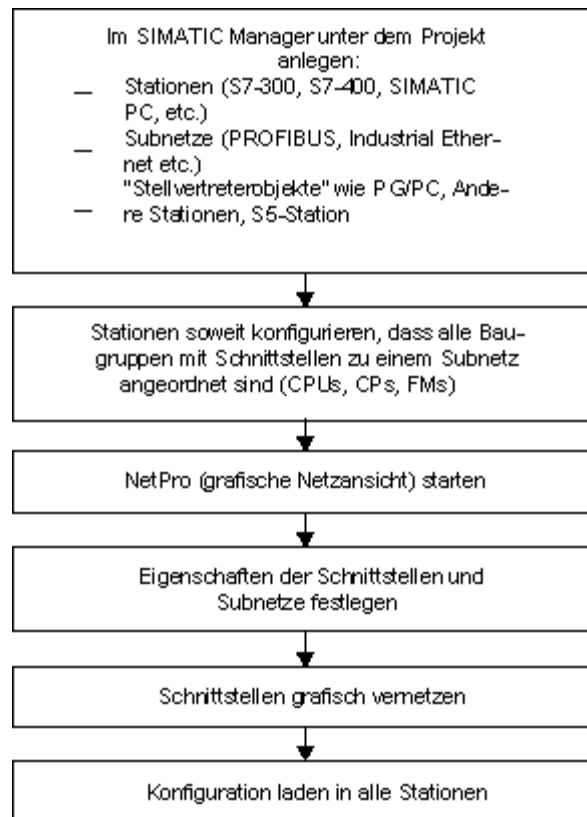 Im SIMATIC Manager unter dem Projekt
anlegen:
— Stationen (S7-300, S7-400, SIMATIC
PC, etc.)
— Subnetze (PROFIBUS, Industrial Ether-
net etc.)
"Stellvertreterobjekte" wie PG/PC, Ande-
— re Stationen, S5-Station
Stationen soweit konfigurieren, dass alle Bau-
gruppen mit Schnittstellen zu einem Subnetz
angeordnet sind (CPUs, CPs, FMs)
NetPro (grafische Netzansicht) starten
Eigenschaften der Schnittstellen und
Subnetze festlegen
Schnittstellen grafisch vernetzen
Konfiguration laden in alle Stationen